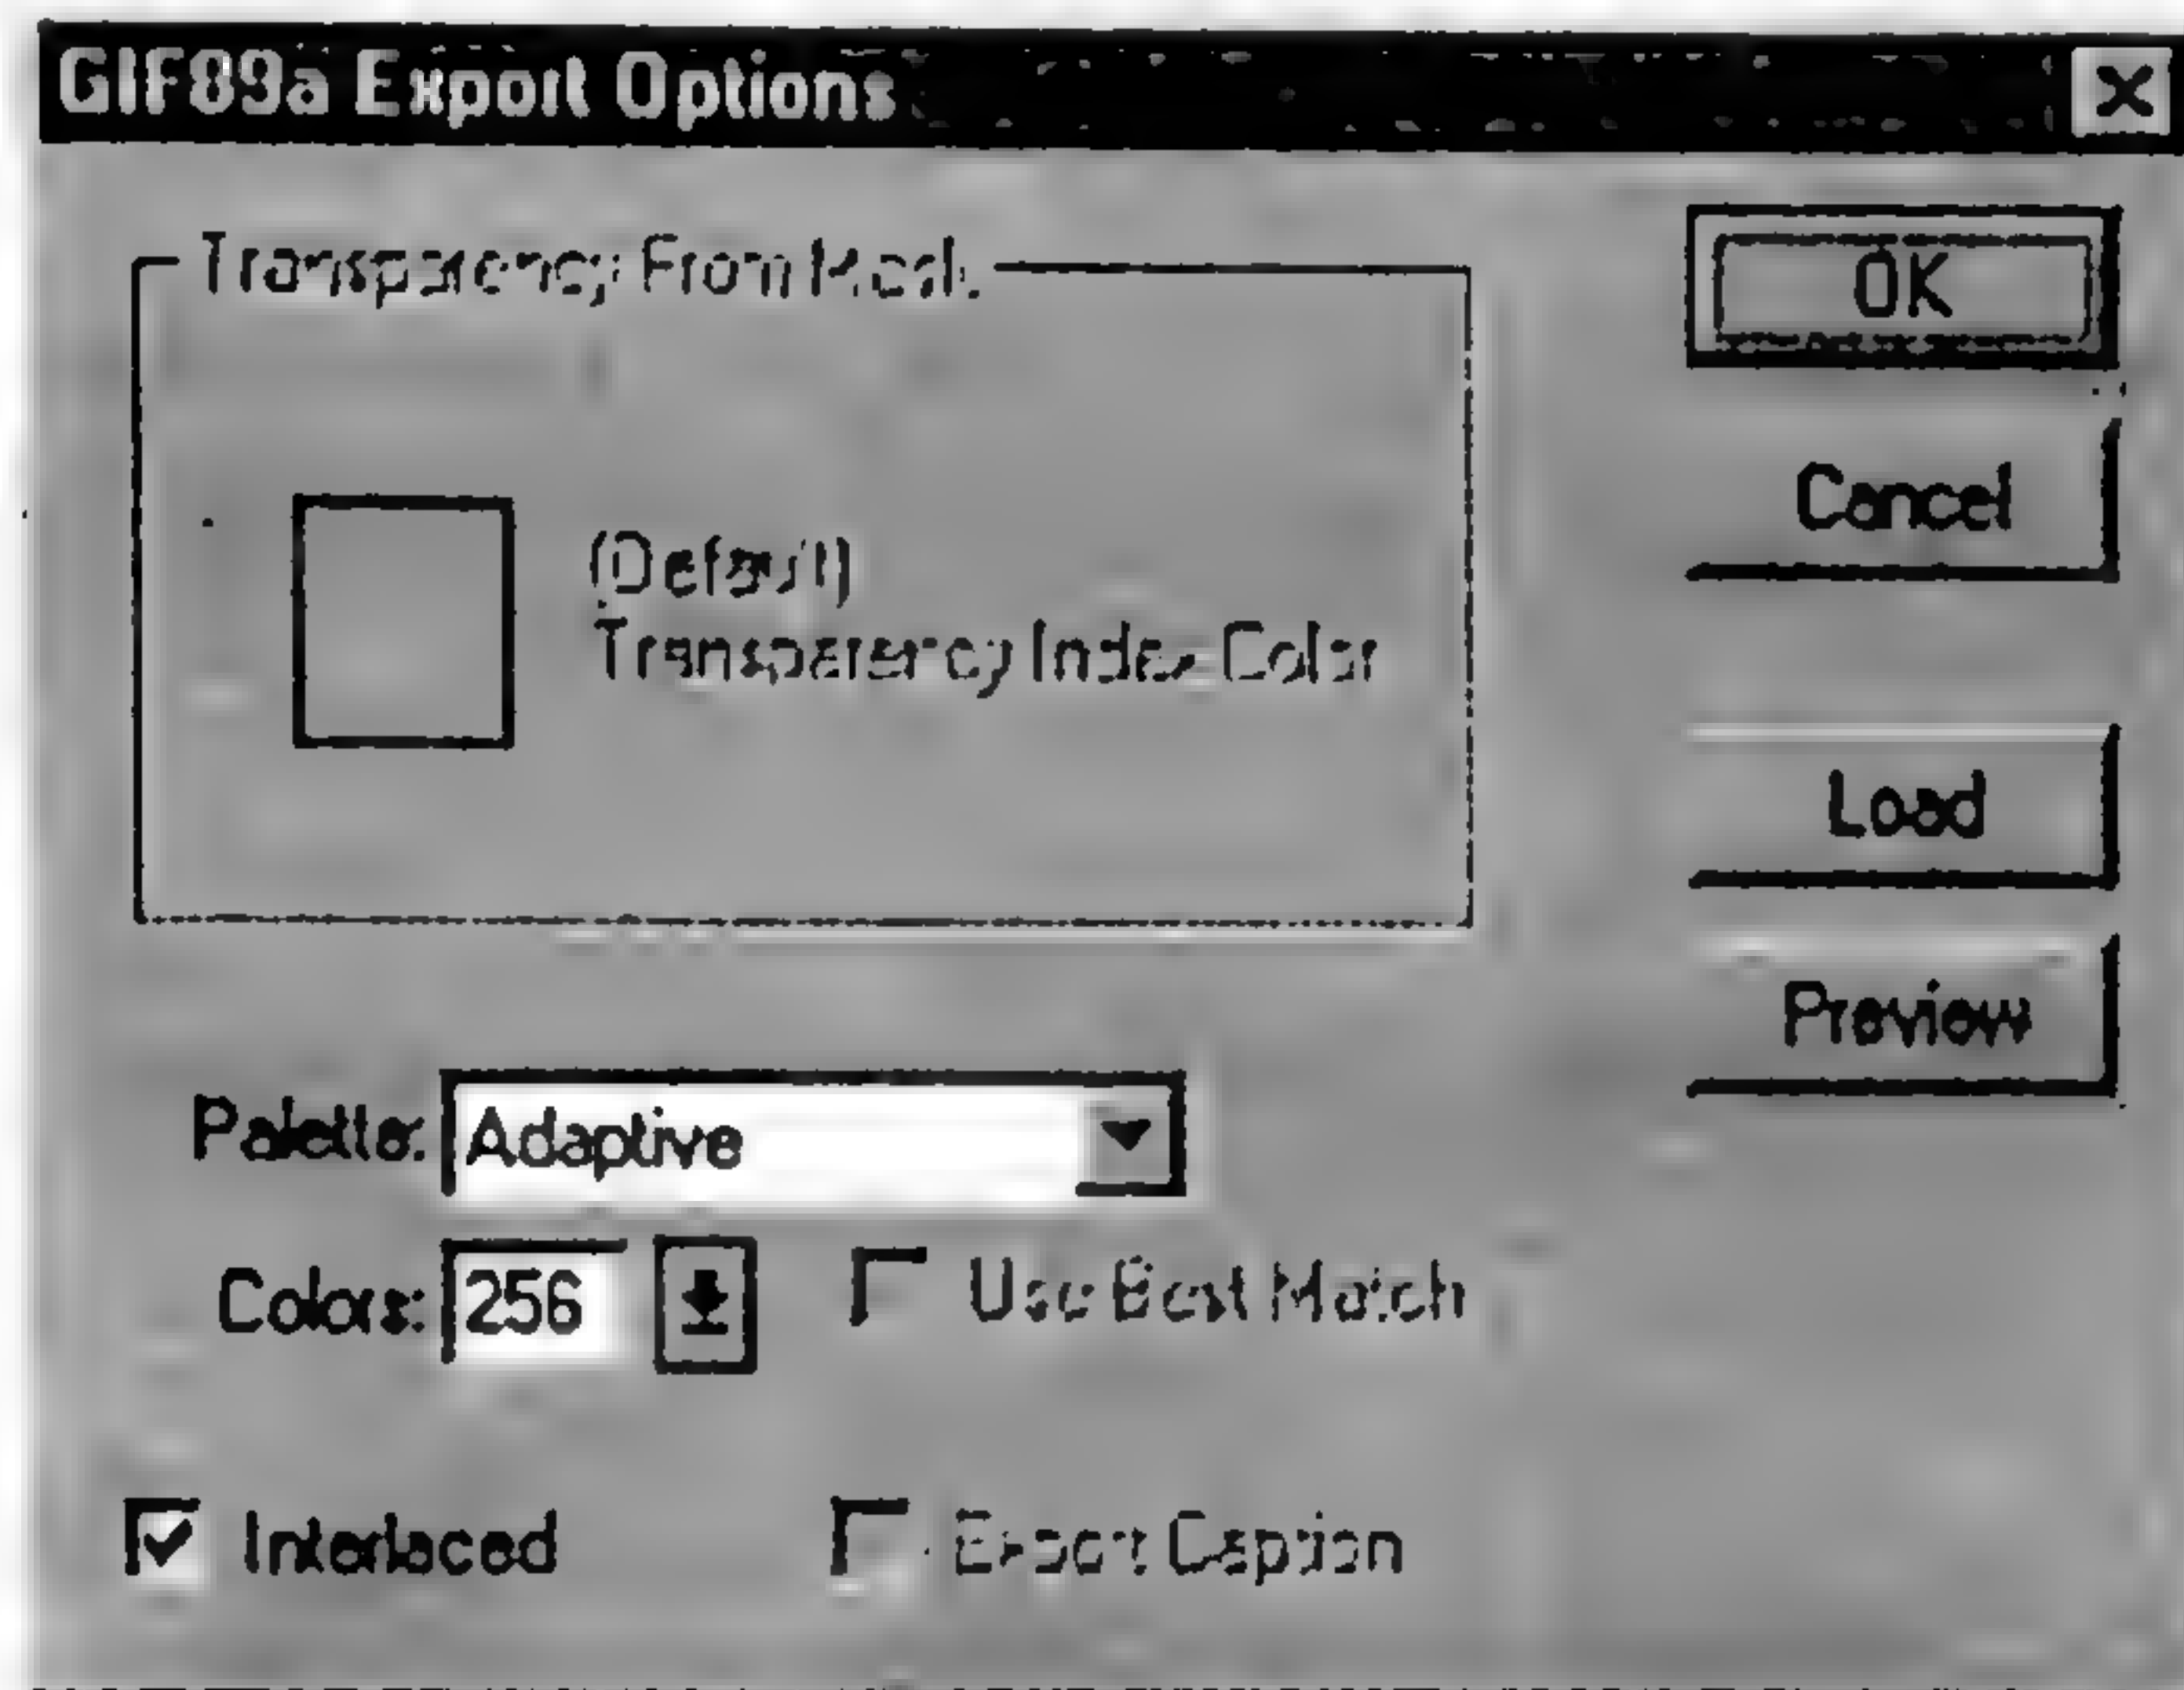 GIF89a Export Options
Transparency From Mask
OK
Cancel
(Default)
Transparency Index Color
Load
Preview
Palette: Adaptive
Colors: 256 Use Best Match
Interlaced Export Caption